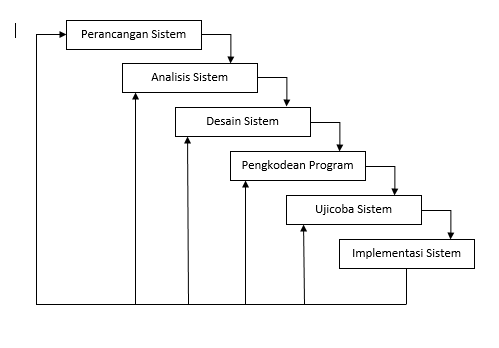 Perancangan Sistem
Analisis Sistem
Desain Sistem
Pengkodean Program
Ujicoba Sistem
Implementasi Sistem